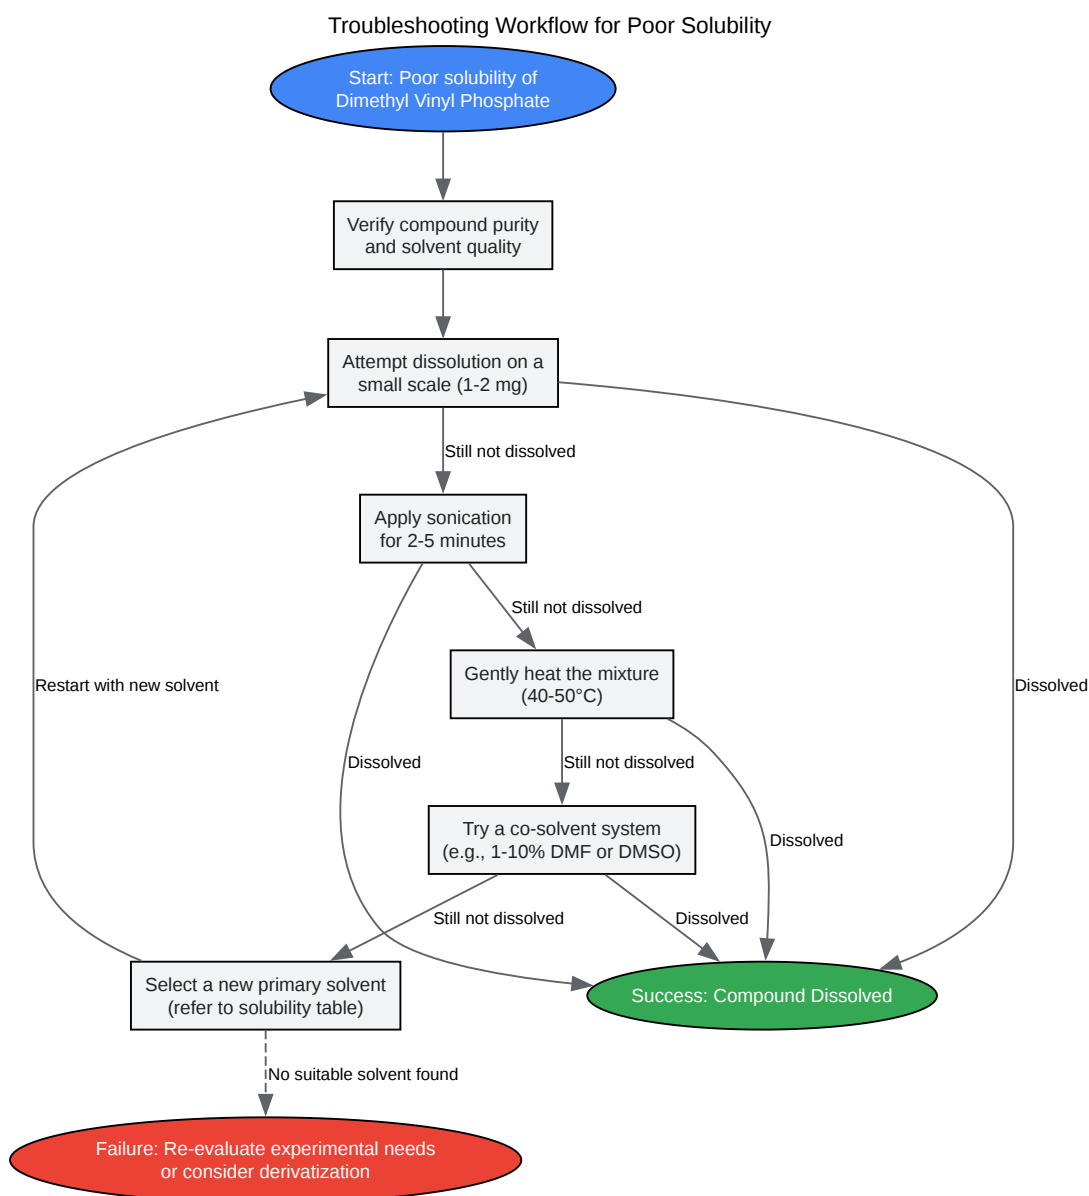 Troubleshooting Workflow for Poor Solubility
Start: Poor solubility of
Dimethyl Vinyl Phosphate
Verify compound purity
and solvent quality
Attempt dissolution on a
small scale (1-2 mg)
Still not dissolved
Apply sonication
for 2-5 minutes
Still not dissolved
Gently heat the mixture
(40-50°C)
Restart with new solvent
Dissolved
Dissolved
Still not dissolved
Try a co-solvent system
(e.g., 1-10% DMF or DMSO)
Dissolved
Still not dissolved
Dissolved
Select a new primary solvent
(refer to solubility table)
Success: Compound Dissolved
No suitable solvent found
Failure: Re-evaluate experimental needs
or consider derivatization